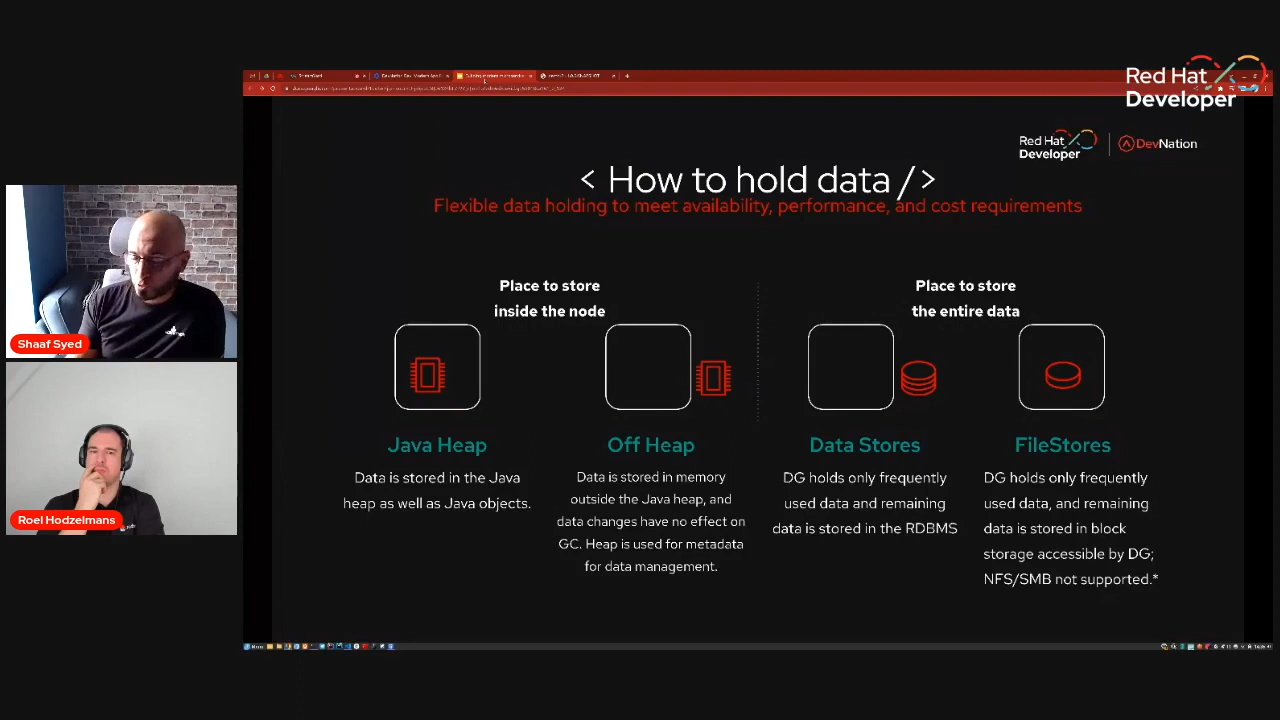 Red Hat
Developer
Red Hat
Developer
DevNation
< How to hold data />
Flexible data holding to meet availability, performance, and cost requirements
Place to store
inside the node
Place to store
the entire data
Java Heap
Data is stored in the Java
heap as well as Java objects.
Off Heap
Data is stored in memory
outside the Java heap, and
data changes have no effect on
GC. Heap is used for metadata
for data management.
Data Stores
DG holds only frequently
used data and remaining
data is stored in the RDBMS
FileStores
DG holds only frequently
used data, and remaining
data is stored in block
storage accessible by DG;
NFS/SMB not supported.*
Shaaf Syed
Roel Hodzelmans